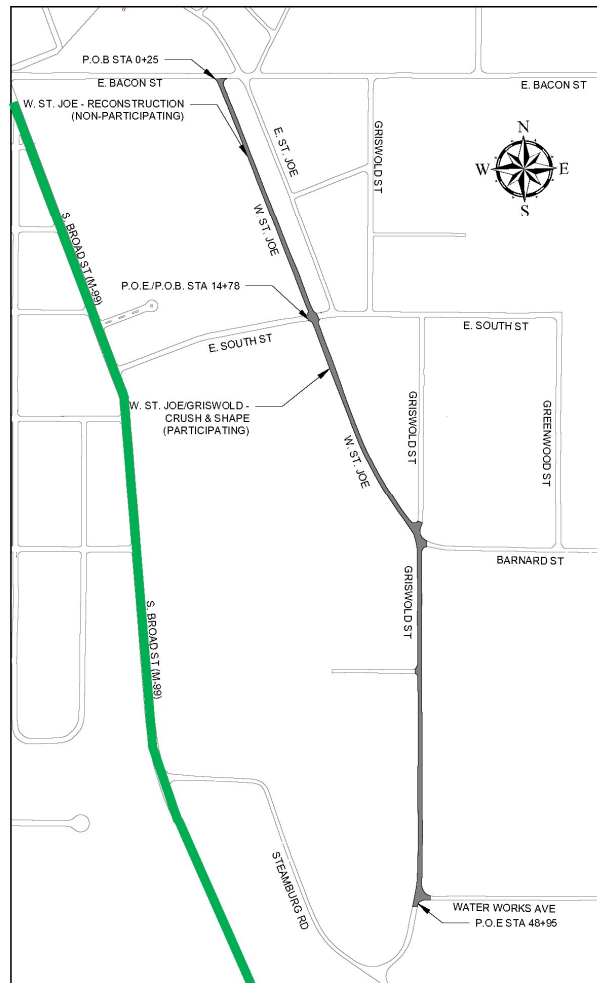 P.O.B STA 0+25
E. BACON ST
E. BACON ST
W. ST. JOE - RECONSTRUCTION
(NON-PARTICIPATING)
E. ST. JOE
GRISWOLD ST
N
W
E
S
S. BROAD ST (M-99)
W. ST. JOE
P.O.E./P.O.B. STA 14+78
E. SOUTH ST
E. SOUTH ST
W. ST. JOE/GRISWOLD -
CRUSH & SHAPE
(PARTICIPATING)
GRISWOLD ST
GREENWOOD ST
W. ST. JOE
BARNARD ST
GRISWOLD ST
S. BROAD ST (M-99)
STEAMBURG RD
WATER WORKS AVE
P.O.E STA 48+95